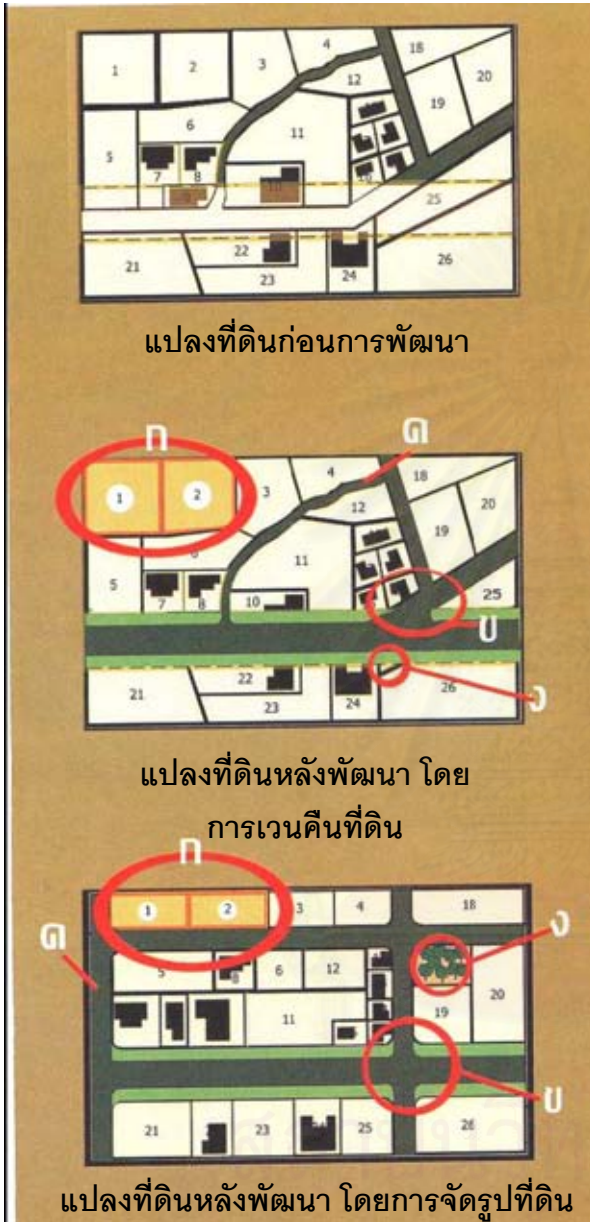 4 18
1 2 3 20
12 19
6 11
5
7 8
10
25
22
21 23 24 26
แปลงที่ดินก่อนการพัฒนา
ก ค
4 18
1 2 3 20
12 19
6 11
5
7 8 10 25
ข
22
21 23 24 26
ง
แปลงที่ดินหลังพัฒนา โดย
การเวนคืนที่ดิน
ก
1 2 3 4 18
ค ง
5 8 6 12
20
11 19
ข
21 23 25 26
แปลงที่ดินหลังพัฒนา โดยการจัดรูปที่ดิน